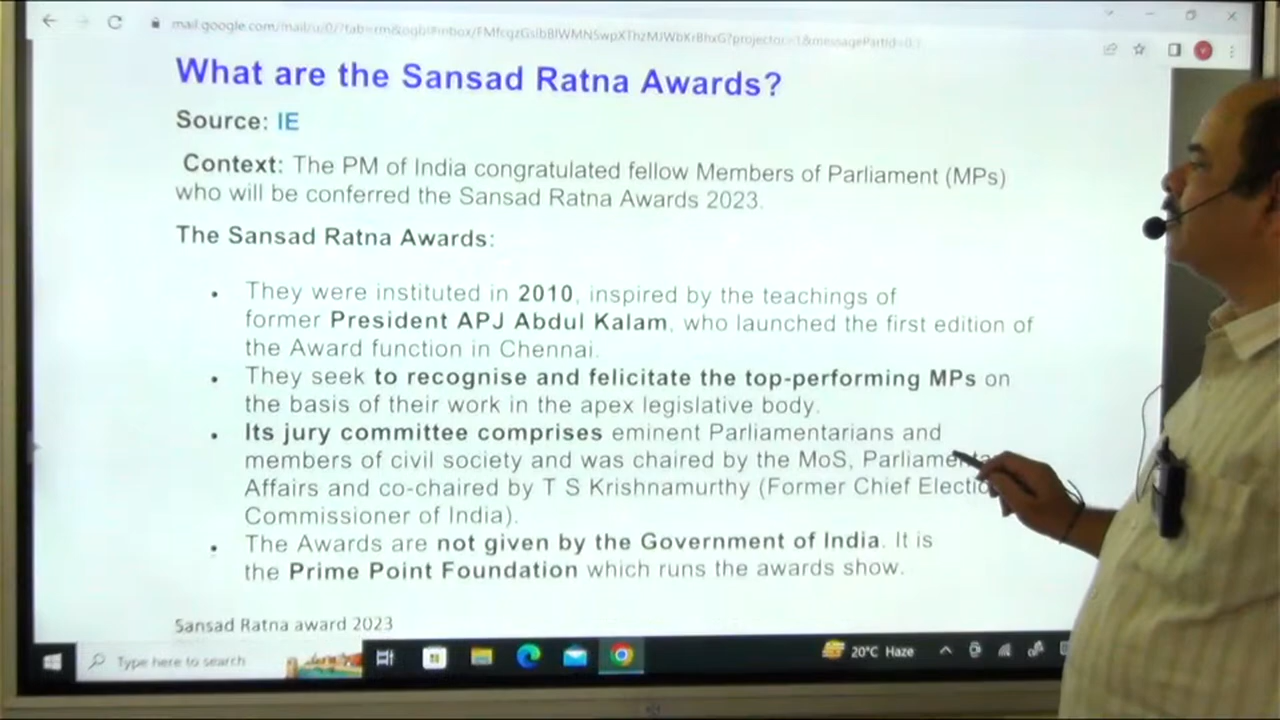 What are the Sansad Ratna Awards?
Source: IE
Context: The PM of India congratulated fellow Members of Parliament (MPs)
who will be conferred the Sansad Ratna Awards 2023.
The Sansad Ratna Awards:
• They were instituted in 2010, inspired by the teachings of
former President APJ Abdul Kalam, who launched the first edition of
the Award function in Chennai.
• They seek to recognise and felicitate the top-performing MPs on
the basis of their work in the apex legislative body.
• Its jury committee comprises eminent Parliamentarians and
members of civil society and was chaired by the MoS,
Affairs and co-chaired by T S Krishnamurthy (Former Chief
Commissioner of India).
• The Awards are not given by the Government of India. It is
the Prime Point Foundation which runs the awards show.
Sansad Ratna award 2023
Type here to search
20°C Haze